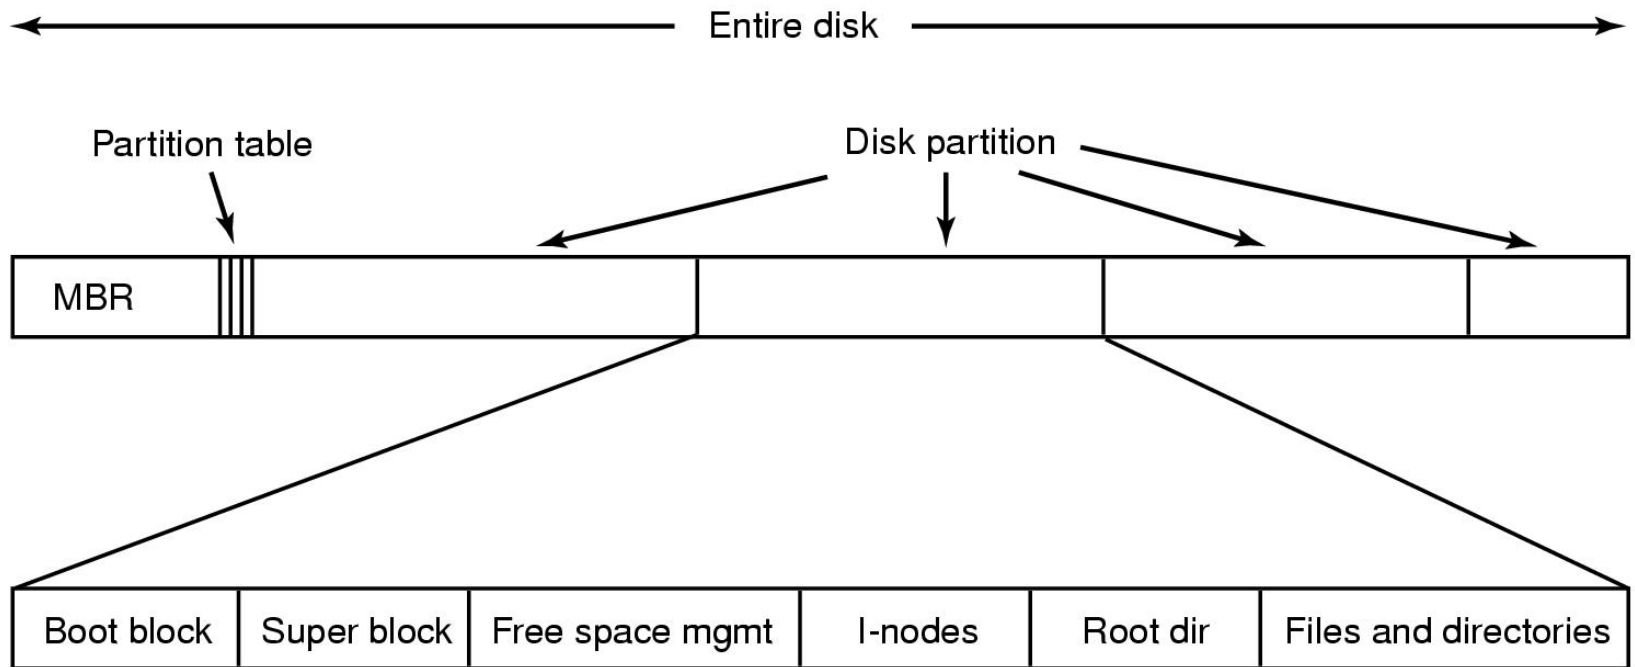 Entire disk
Partition table
Disk partition
MBR
Boot block
Super block
Free space mgmt
I-nodes
Root dir
Files and directories